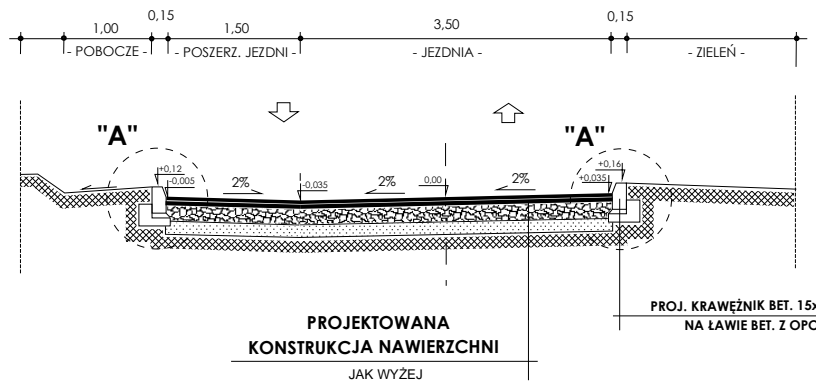 0,15 0,15
1,00 1,50 3,50
- POBOCZE - - POSZERZ. JEZDNI - - JEZDNIA - - ZIELEŃ -
"A" "A"
+0,12 +0,16
-0,005 2% -0,035 2% 0,00 2% +0,035
PROJEKTOWANA
KONSTRUKCJA NAWIERZCHNI
JAK WYŻEJ
PROJ. KRAWĘŻNIK BET. 15x
NA ŁAWIE BET. Z OPO